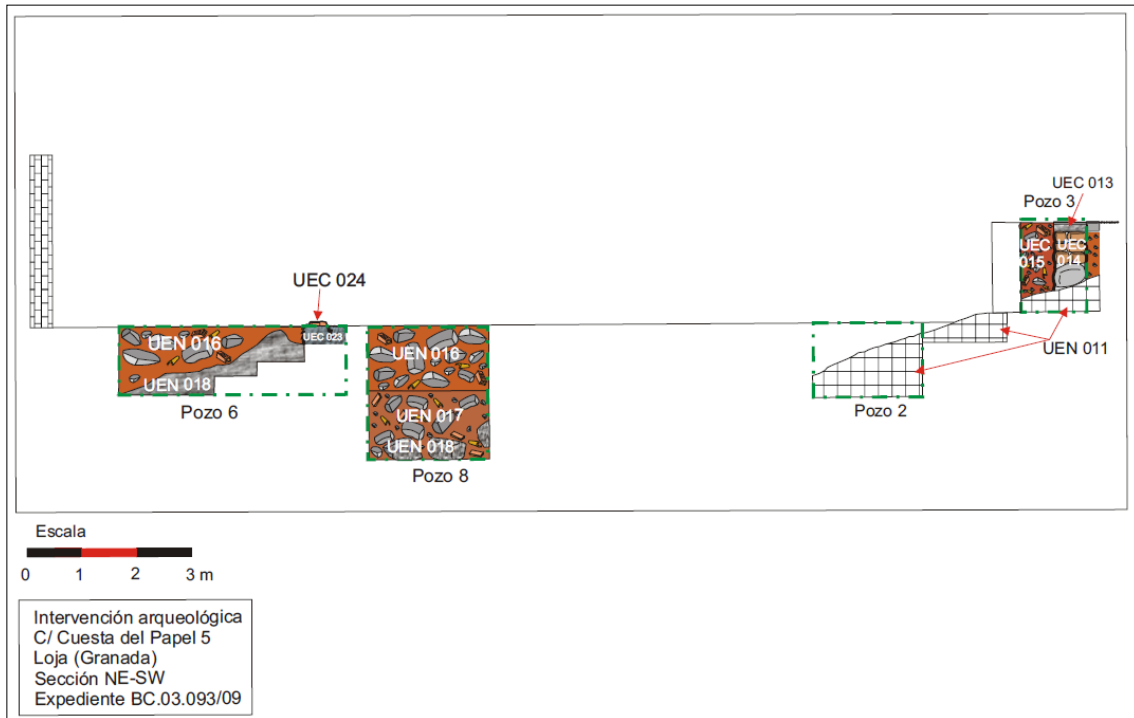 UEC 013
Pozo 3
UEC
015
UEC
014
UEC 024
UEN 016
UEC 023
UEN 018
Pozo 6
UEN 016
UEN 017
UEN 018
Pozo 8
Pozo 2
UEN 011
Escala
0 1 2 3 m
Intervención arqueológica
C/ Cuesta del Papel 5
Loja (Granada)
Sección NE-SW
Expediente BC.03.093/09